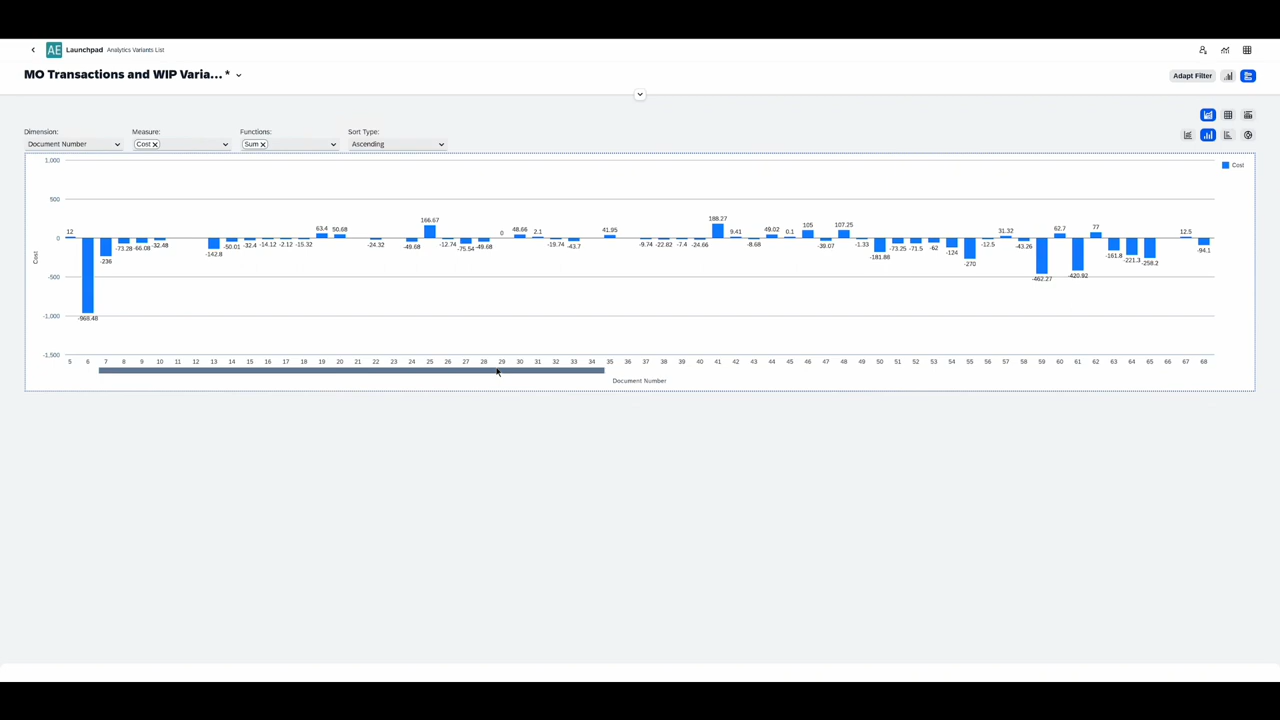 AE Launchpad Analytics Variants List
MO Transactions and WIP Varia... *
Adapt Filter
Dimension: Measure: Functions: Sort Type:
Document Number Cost Sum Ascending
1,000
500
0
-500
-1,000
-1,500
Cost
Cost
12 -968.48 -236 -73.28 -66.08 -32.48 -142.8 -50.01 -32.4 -14.12 -2.12 -15.32 63.4 50.68 -24.32 -49.68 166.67 -12.74 -75.54 -49.68 0 48.66 2.1 -19.74 -43.7 41.95 -9.74 -22.82 -7.4 -24.66 188.27 9.41 -8.68 49.02 0.1 105 -39.07 107.25 -1.33 -181.88 -73.25 -71.5 -62 -124 -270 -12.5 31.32 -43.26 -462.27 62.7 -420.92 77 -161.8 -221.3 -258.2 12.5 -94.1
5 6 7 8 9 10 11 12 13 14 15 16 17 18 19 20 21 22 23 24 25 26 27 28 29 30 31 32 33 34 35 36 37 38 39 40 41 42 43 44 45 46 47 48 49 50 51 52 53 54 55 56 57 58 59 60 61 62 63 64 65 66 67 68
Document Number